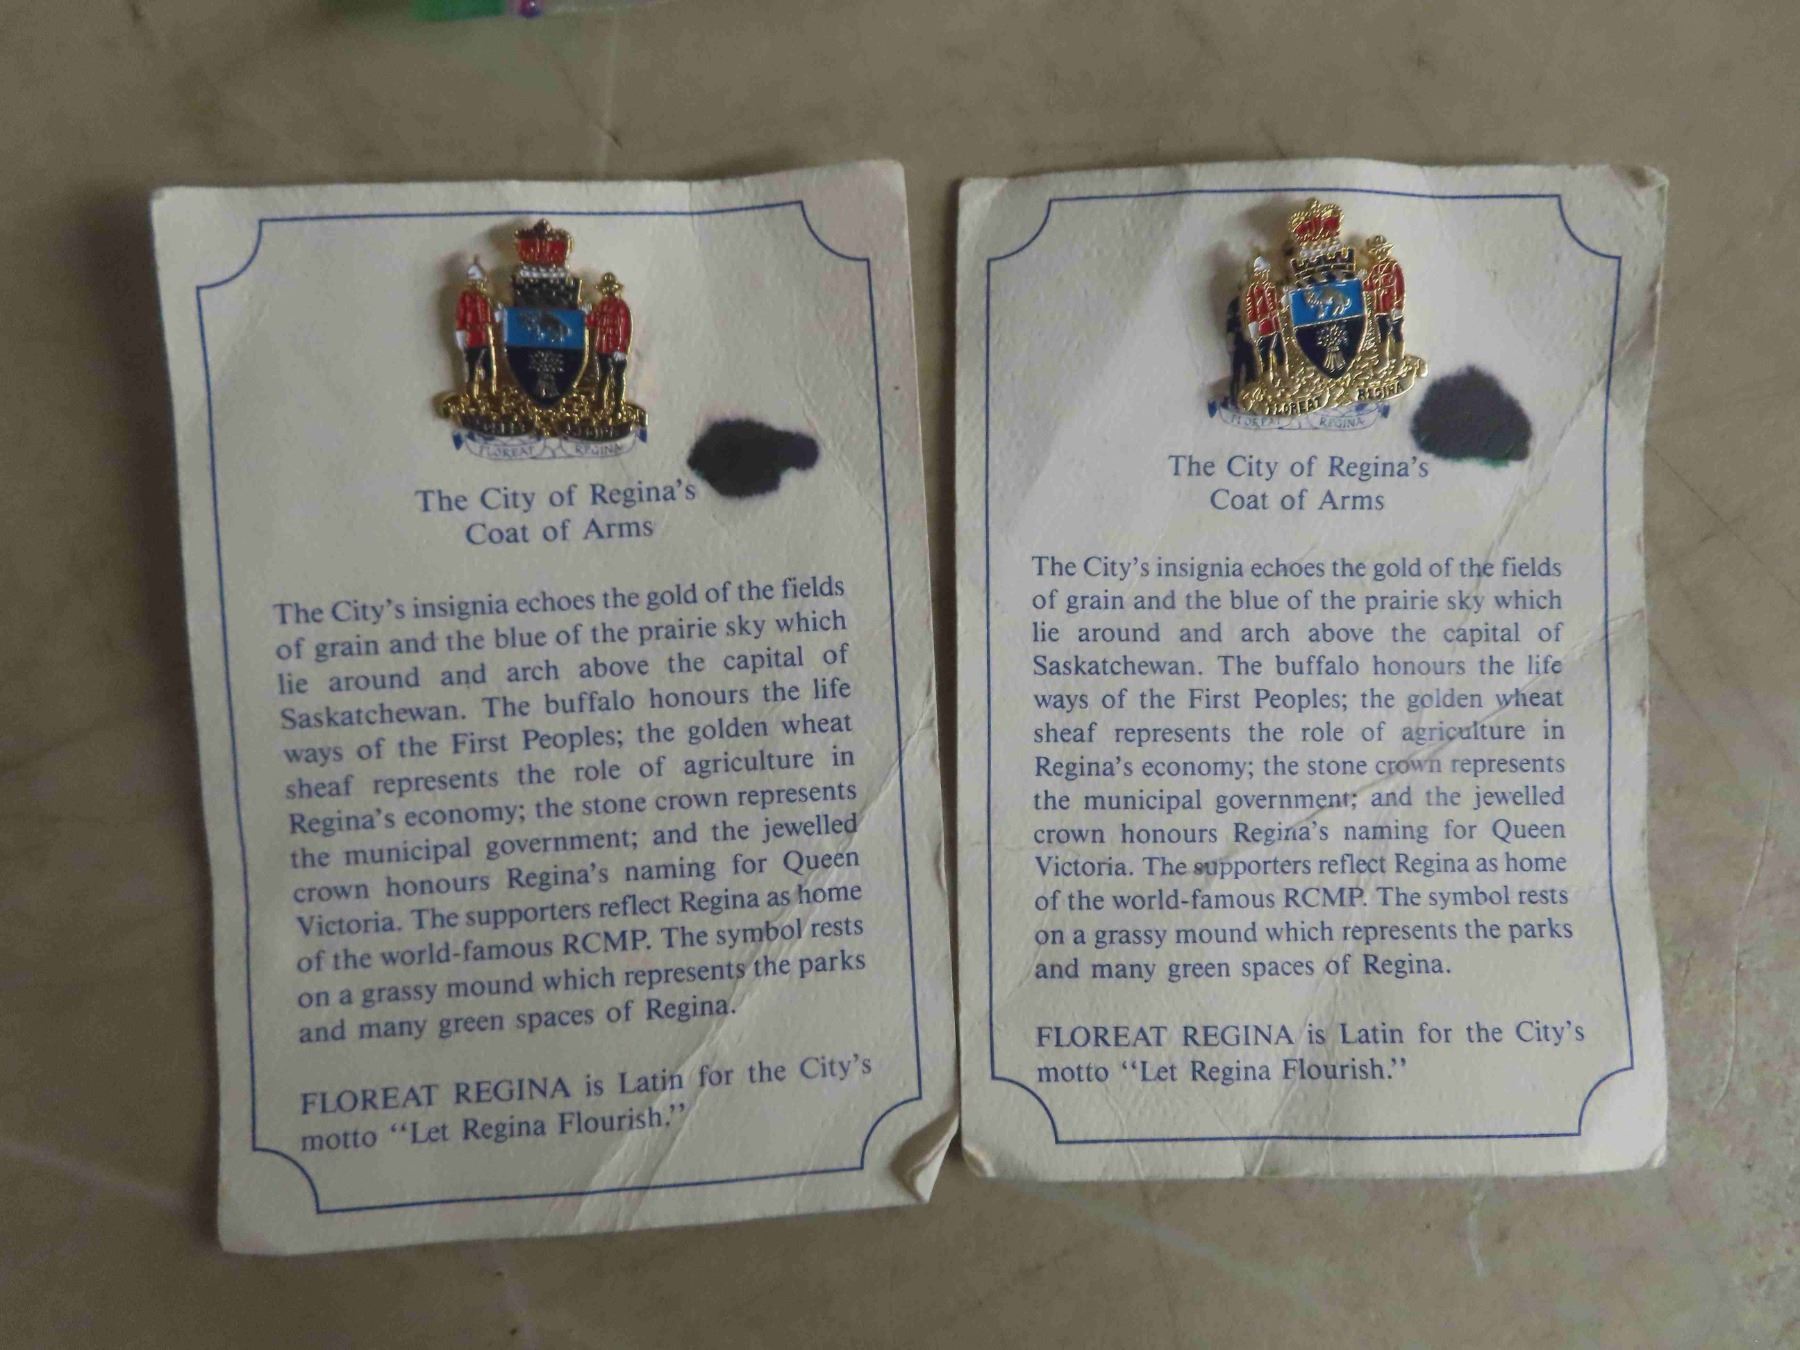 FLOREAT REGINA
The City of Regina's
Coat of Arms
The City's insignia echoes the gold of the fields
of grain and the blue of the prairie sky which
lie around and arch above the capital of
Saskatchewan. The buffalo honours the life
ways of the First Peoples; the golden wheat
sheaf represents the role of agriculture in
Regina's economy; the stone crown represents
the municipal government; and the jewelled
crown honours Regina's naming for Queen
Victoria. The supporters reflect Regina as home
of the world-famous RCMP. The symbol rests
on a grassy mound which represents the parks
and many green spaces of Regina.
FLOREAT REGINA is Latin for the City's
motto “Let Regina Flourish.”
FLOREAT REGINA
FLOREAT REGINA
The City of Regina's
Coat of Arms
The City's insignia echoes the gold of the fields
of grain and the blue of the prairie sky which
lie around and arch above the capital of
Saskatchewan. The buffalo honours the life
ways of the First Peoples; the golden wheat
sheaf represents the role of agriculture in
Regina's economy; the stone crown represents
the municipal government; and the jewelled
crown honours Regina's naming for Queen
Victoria. The supporters reflect Regina as home
of the world-famous RCMP. The symbol rests
on a grassy mound which represents the parks
and many green spaces of Regina.
FLOREAT REGINA is Latin for the City's
motto “Let Regina Flourish.”